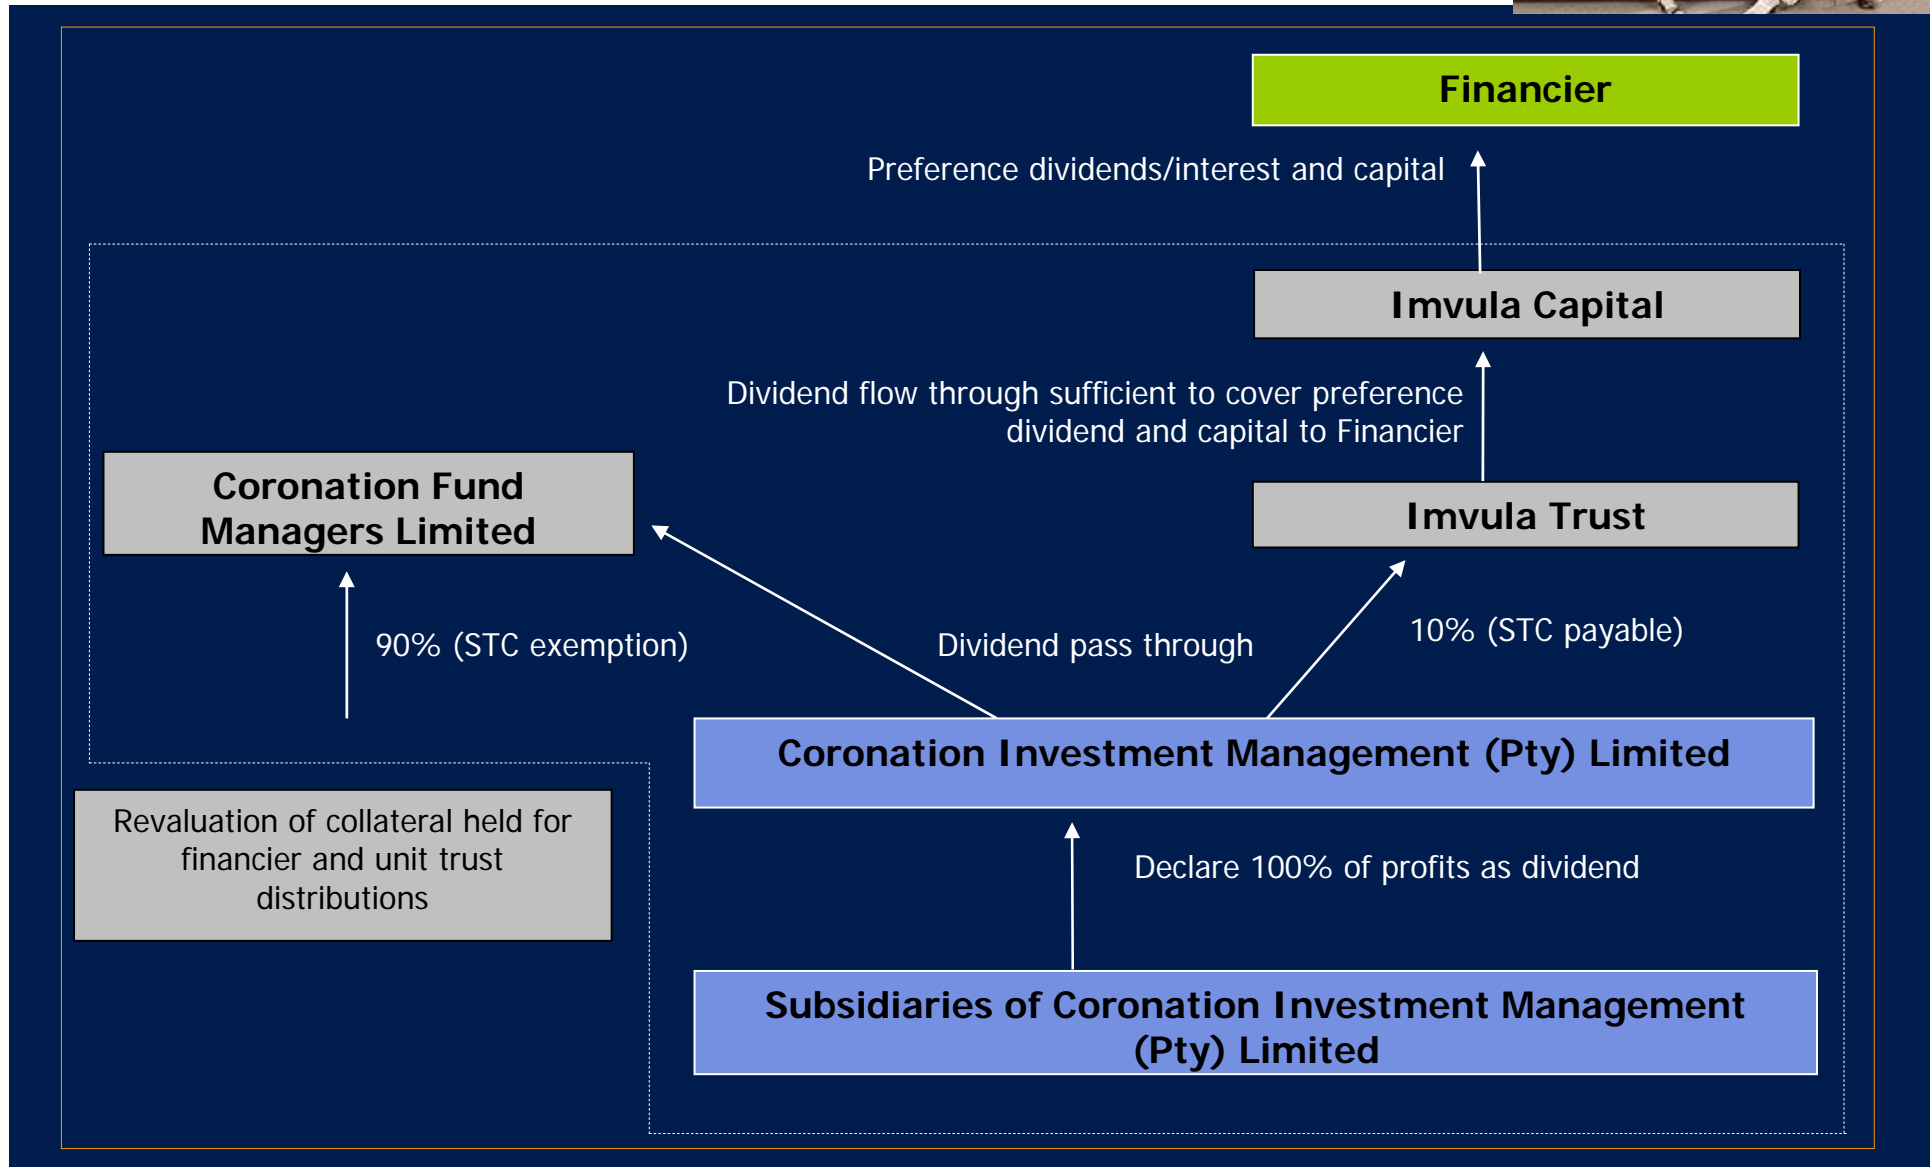 Financier
Preference dividends/interest and capital
Imvula Capital
Dividend flow through sufficient to cover preference
dividend and capital to Financier
Coronation Fund
Managers Limited
Imvula Trust
90% (STC exemption)
Dividend pass through
10% (STC payable)
Coronation Investment Management (Pty) Limited
Revaluation of collateral held for
financier and unit trust
distributions
Declare 100% of profits as dividend
Subsidiaries of Coronation Investment Management
(Pty) Limited